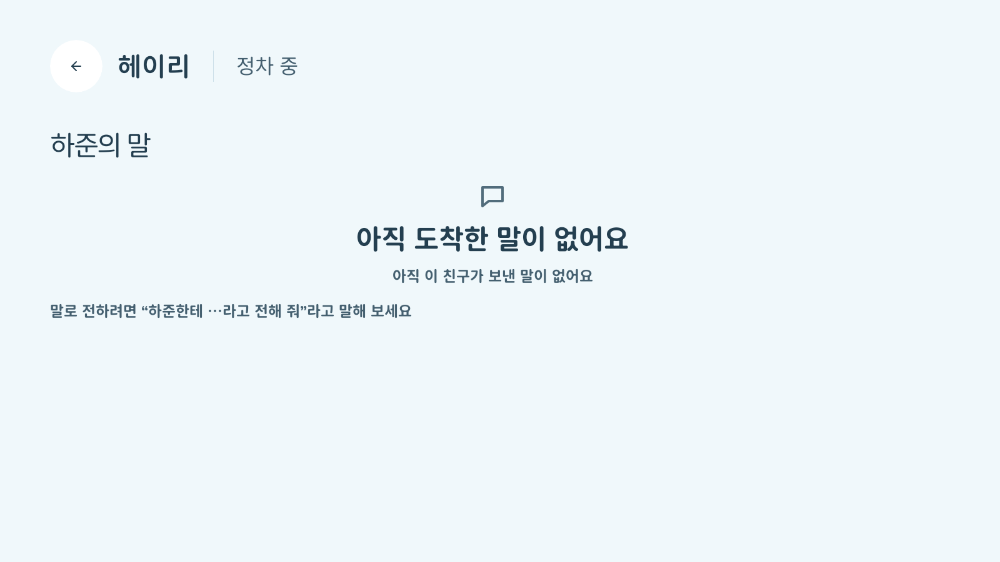 헤이리
정차 중
하준의 말
아직 도착한 말이 없어요
아직 이 친구가 보낸 말이 없어요
말로 전하려면 “하준한테 …라고 전해 줘”라고 말해 보세요